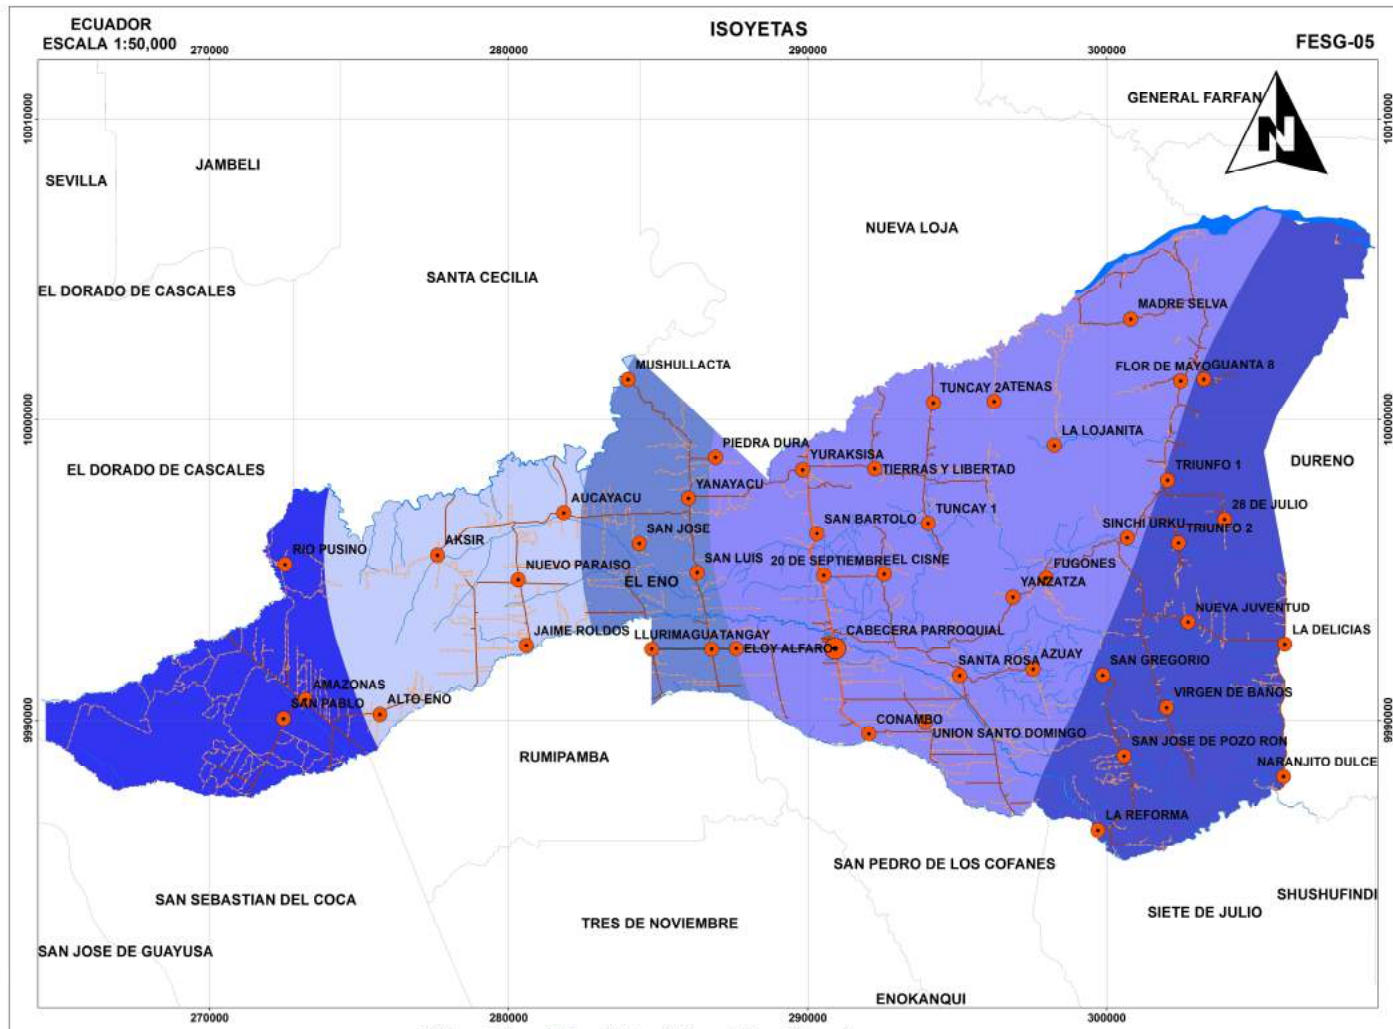 ECUADOR
ESCALA 1:50,000
ISOYETAS
FESG-05
270000
280000
290000
300000
10010000
10010000
GENERAL FARFAN
N
JAMBELI
SEVILLA
NUEVA LOJA
SANTA CECILIA
EL DORADO DE CASCALES
MADRE SELVA
MUSHULLACTA
FLOR DE MAYO
GUANTA 8
TUNCAY 2
ATENAS
10000000
10000000
LA LOJANITA
PIEDRA DURA
YURAKSISA
TIERRAS Y LIBERTAD
EL DORADO DE CASCALES
TRIUNFO 1
DURENO
YANAYACU
AUCAYACU
28 DE JULIO
TUNCAY 1
SAN BARTOLO
SINCHI URKU
TRIUNFO 2
SAN JOSE
RIO PUSINO
AKSIR
NUEVO PARAISO
SAN LUIS
20 DE SEPTIEMBRE
EL CISNE
FUGONES
EL ENO
YANZATZA
NUEVA JUVENTUD
JAIME ROLDOS
LLURIMAGUA
TANGAY
ELOY ALFARO
CABECERA PARROQUIAL
LA DELICIAS
AZUAY
SANTA ROSA
SAN GREGORIO
AMAZONAS
SAN PABLO
ALTO ENO
VIRGEN DE BAÑOS
9990000
9990000
CONAMBO
UNION SANTO DOMINGO
SAN JOSE DE POZO RON
RUMIPAMBA
NARANJITO DULCE
LA REFORMA
SAN PEDRO DE LOS COFANES
SHUSHUFINDI
SAN SEBASTIAN DEL COCA
SIETE DE JULIO
TRES DE NOVIEMBRE
SAN JOSE DE GUAYUSA
ENOKANQUI
270000
280000
290000
300000